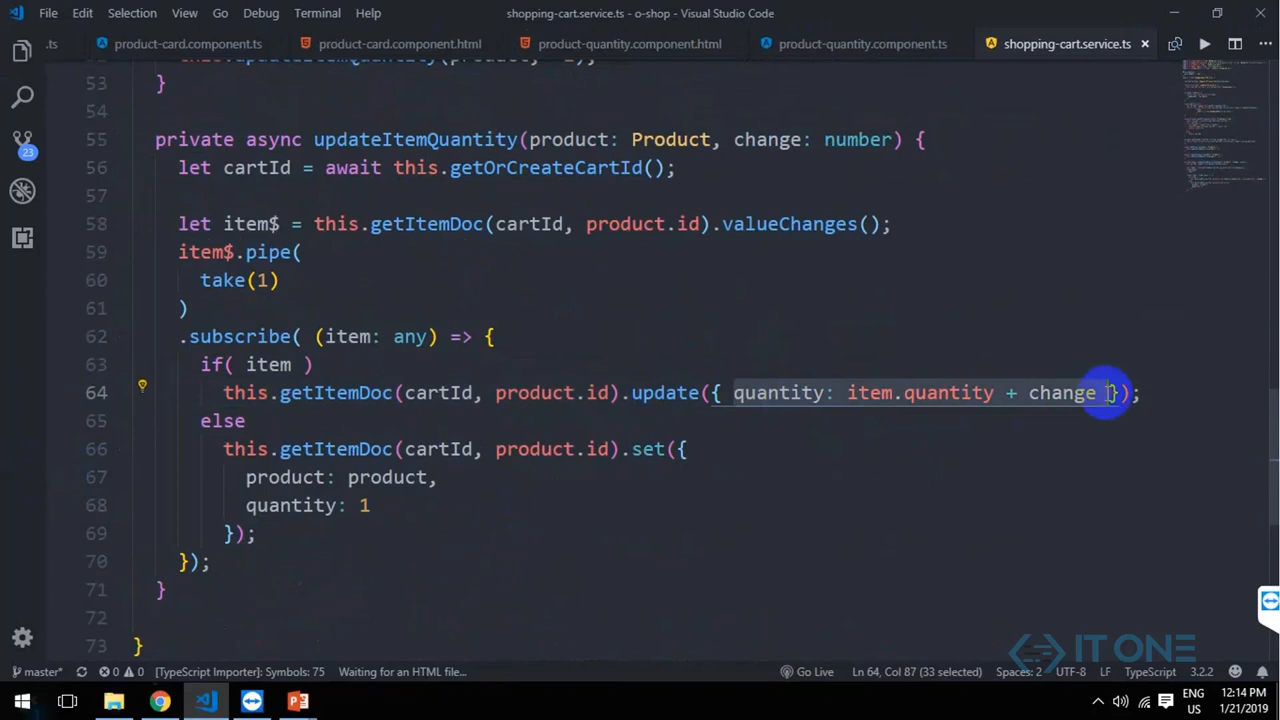 File Edit Selection View Go Debug Terminal Help shopping-cart.service.ts - o-shop - Visual Studio Code
.ts product-card.component.ts product-card.component.html product-quantity.component.html product-quantity.component.ts shopping-cart.service.ts
53 }
54
55 private async updateItemQuantity(product: Product, change: number) {
56 let cartId = await this.getOrCreateCartId();
57
58 let item$ = this.getItemDoc(cartId, product.id).valueChanges();
59 item$.pipe(
60 take(1)
61 )
62 .subscribe( (item: any) => {
63 if( item )
64 this.getItemDoc(cartId, product.id).update({ quantity: item.quantity + change });
65 else
66 this.getItemDoc(cartId, product.id).set({
67 product: product,
68 quantity: 1
69 });
70 });
71 }
72
73 }
23
IT ONE
master* 0 0 [TypeScript Importer]: Symbols: 75 Waiting for an HTML file... Go Live Ln 64, Col 87 (33 selected) Spaces: 2 UTF-8 LF TypeScript 3.2.2
ENG 12:14 PM
US 1/21/2019